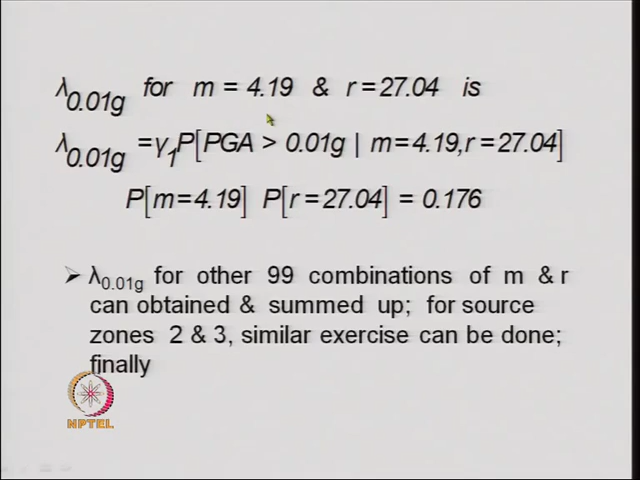 λ0.01g for m = 4.19 & r = 27.04 is
λ0.01g = γ1P[PGA > 0.01g | m = 4.19, r = 27.04]
P[m = 4.19] P[r = 27.04] = 0.176
➢ λ0.01g for other 99 combinations of m & r
can obtained & summed up; for source
zones 2 & 3, similar exercise can be done;
finally
NPTEL